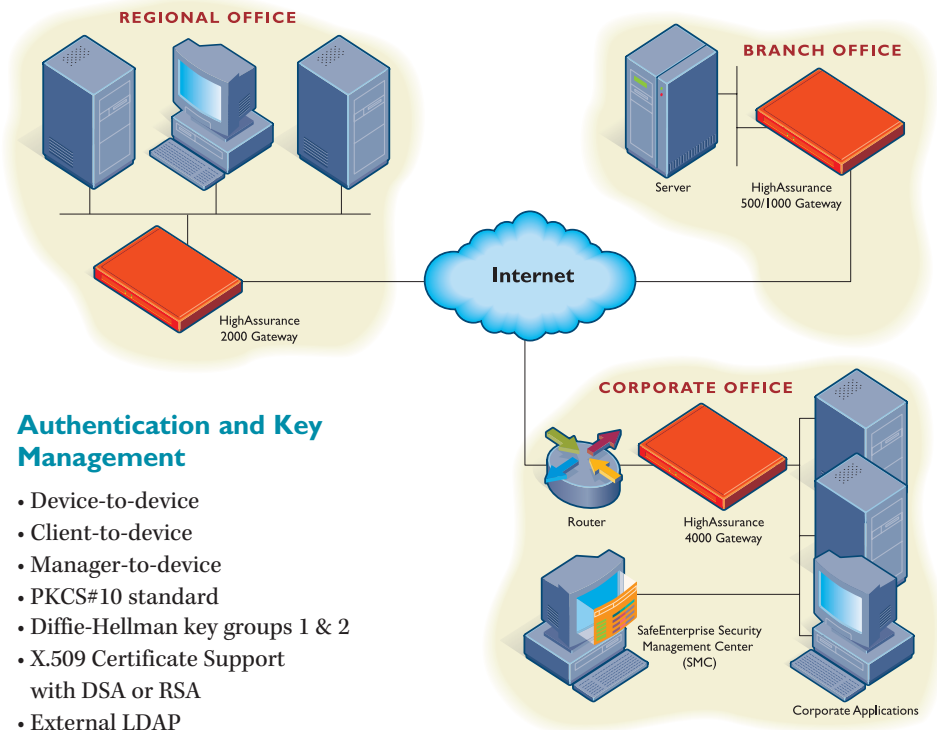 REGIONAL OFFICE
BRANCH OFFICE
Server
HighAssurance
500/1000 Gateway
Internet
HighAssurance
2000 Gateway
CORPORATE OFFICE
Router
HighAssurance
4000 Gateway
SafeEnterprise Security
Management Center
(SMC)
Corporate Applications
Authentication and Key
Management
• Device-to-device
• Client-to-device
• Manager-to-device
• PKCS#10 standard
• Diffie-Hellman key groups 1 & 2
• X.509 Certificate Support
with DSA or RSA
• External LDAP